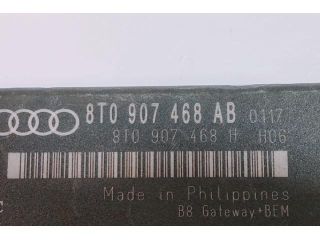 8T0 907 468 AB 0117
8T0 907 468 H H06
Made in Philippines
B8 Gateway+BEM
C